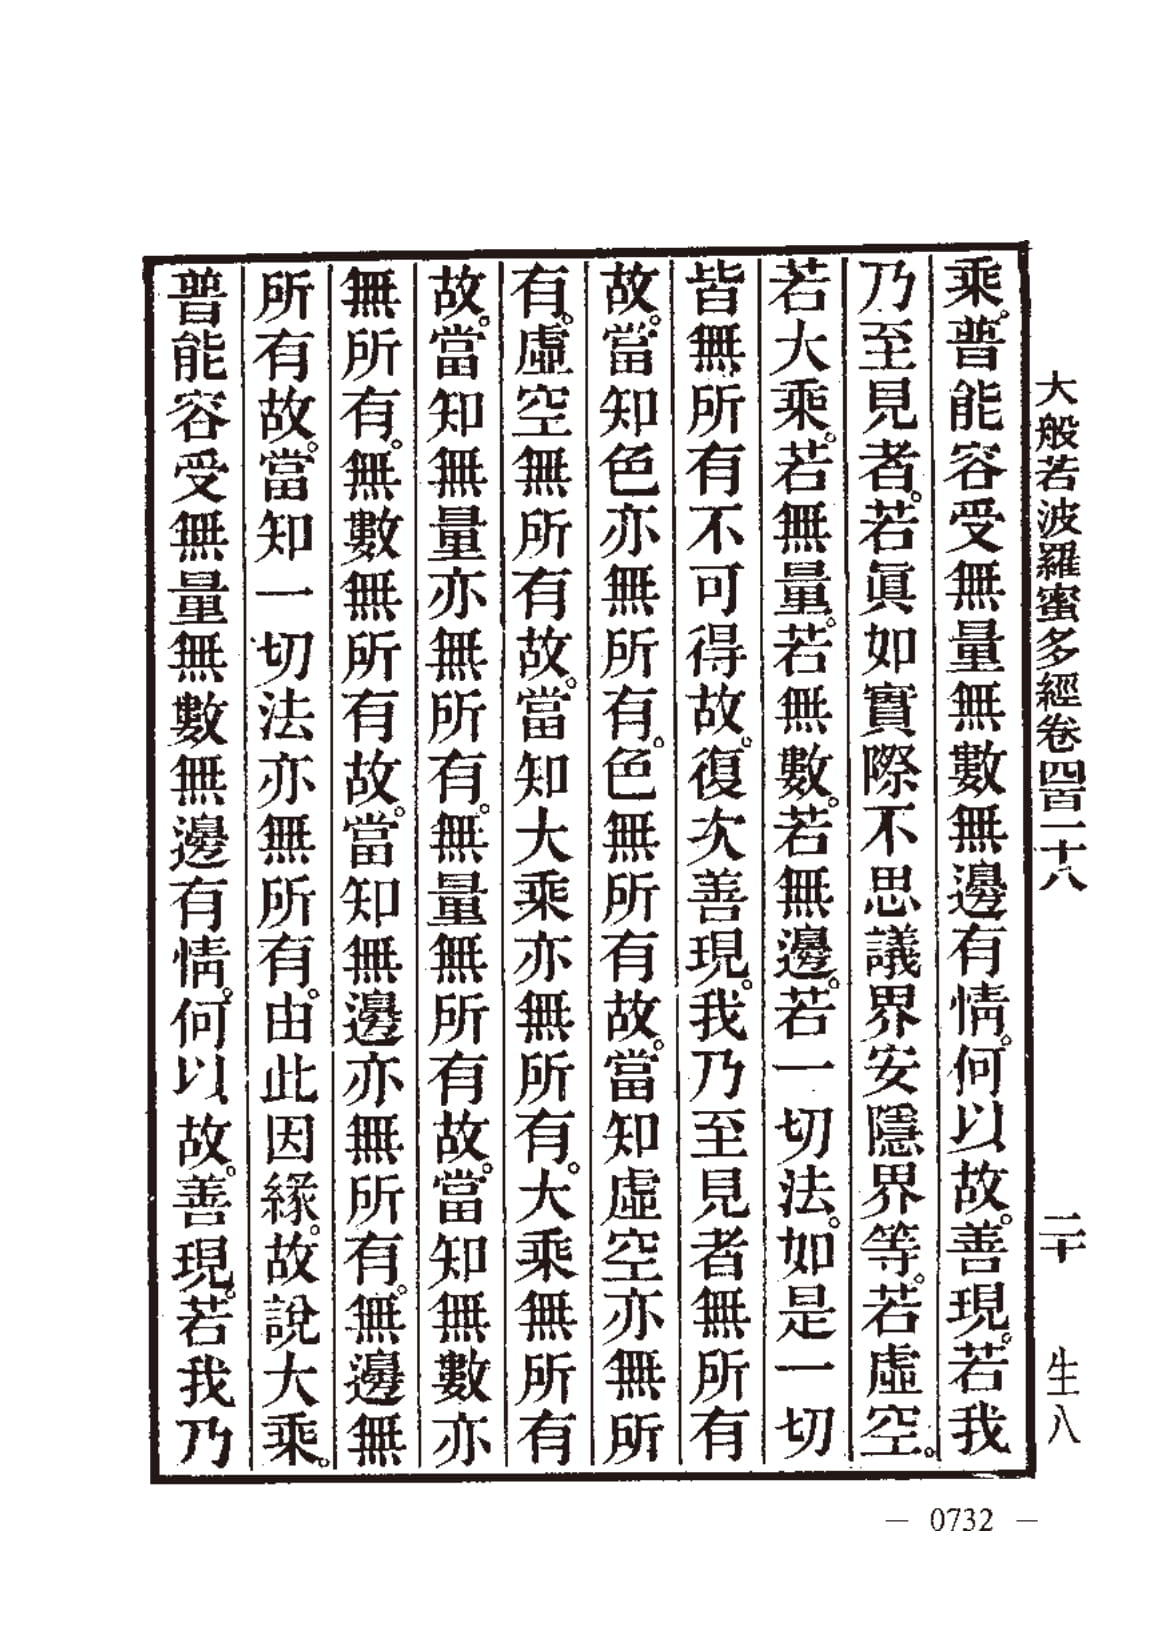 大般若波羅蜜多經卷四百二十八 二十 生八
乘。普能容受無量無數無邊有情。何以故。善現。若我
乃至見者。若眞如實際不思議界安隱界等。若虛空。
若大乘。若無量。若無數。若無邊。若一切法。如是一切
皆無所有不可得故。復次善現。我乃至見者無所有
故。當知色亦無所有。色無所有故。當知虛空亦無所
有。虛空無所有故。當知大乘亦無所有。大乘無所有
故。當知無量亦無所有。無量無所有故。當知無數亦
無所有。無數無所有故。當知無邊亦無所有。無邊無
所有故。當知一切法亦無所有。由此因緣。故說大乘。
普能容受無量無數無邊有情。何以故。善現。若我乃
— 0732 —